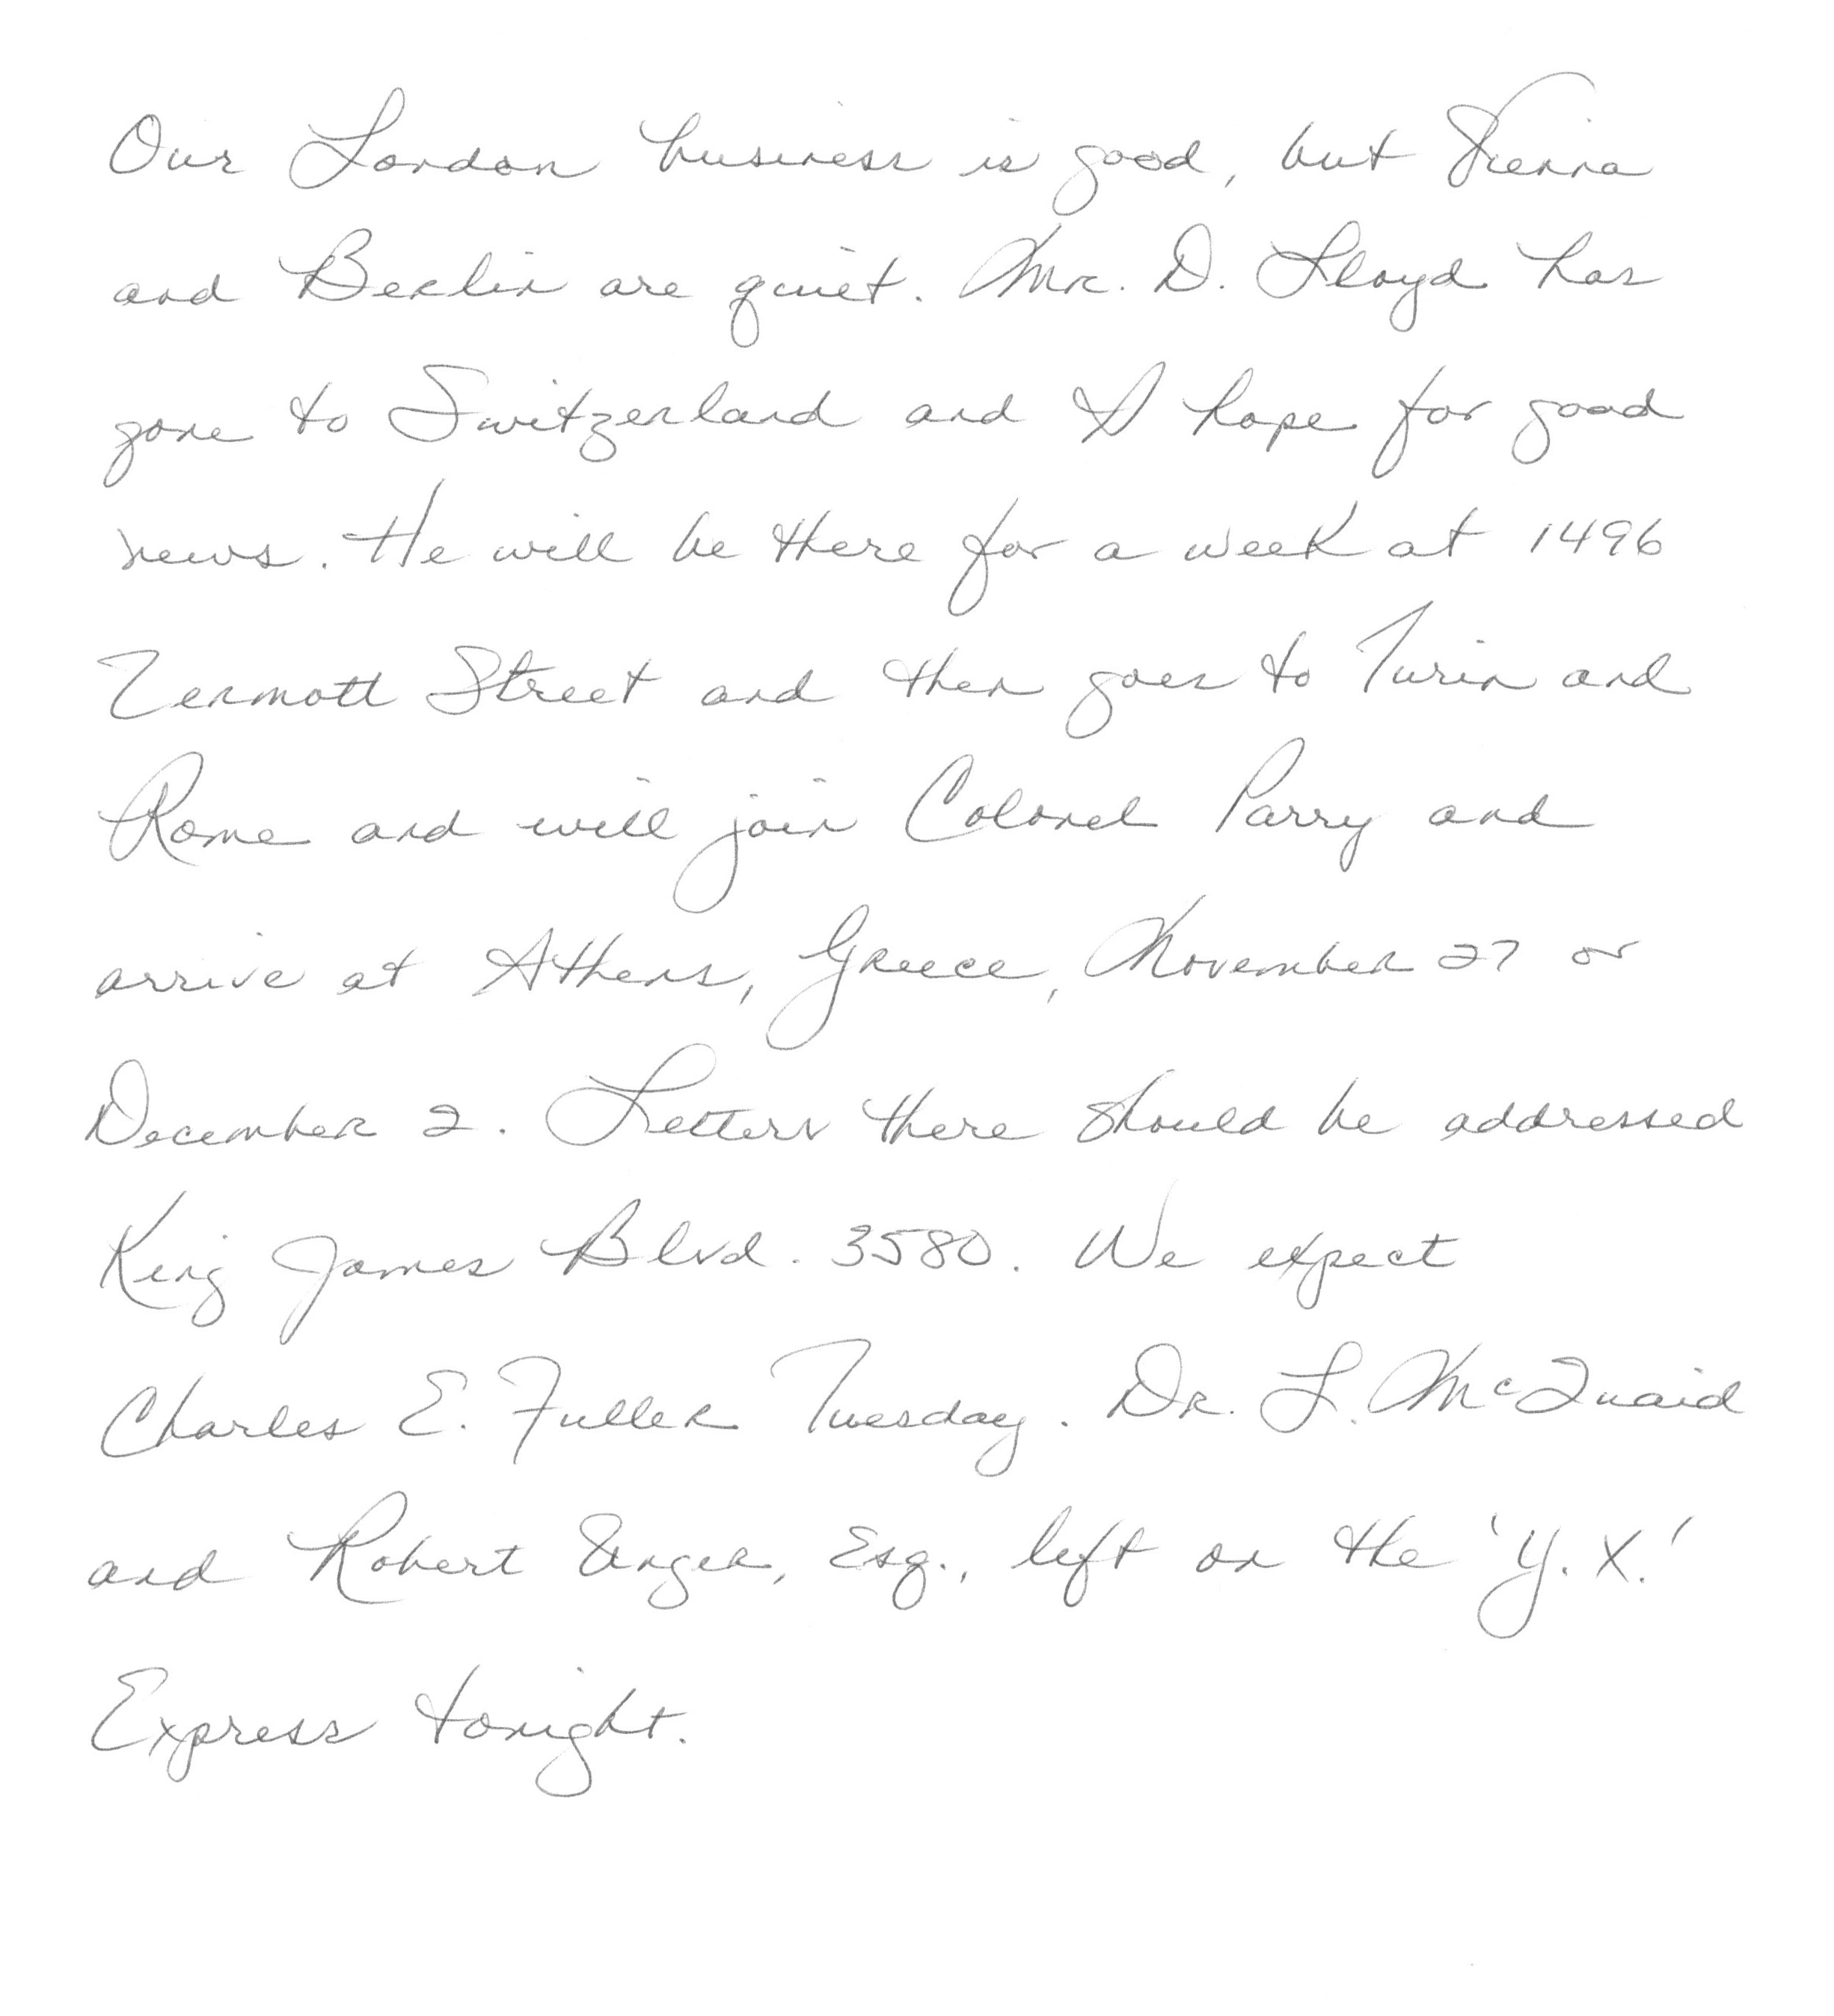 Our London business is good, but Vienna
and Berlin are quiet. Mr. D. Lloyd has
gone to Switzerland and I hope for good
news. He will be there for a week at 1496
Zermott Street and then goes to Turin and
Rome and will join Colonel Parry and
arrive at Athens, Greece, November 27 or
December 2. Letters there should be addressed
King James Blvd. 3580. We expect
Charles E. Fuller Tuesday. Dr. L. McQuaid
and Robert Unger, Esq., left on the 'Y.X.'
Express tonight.